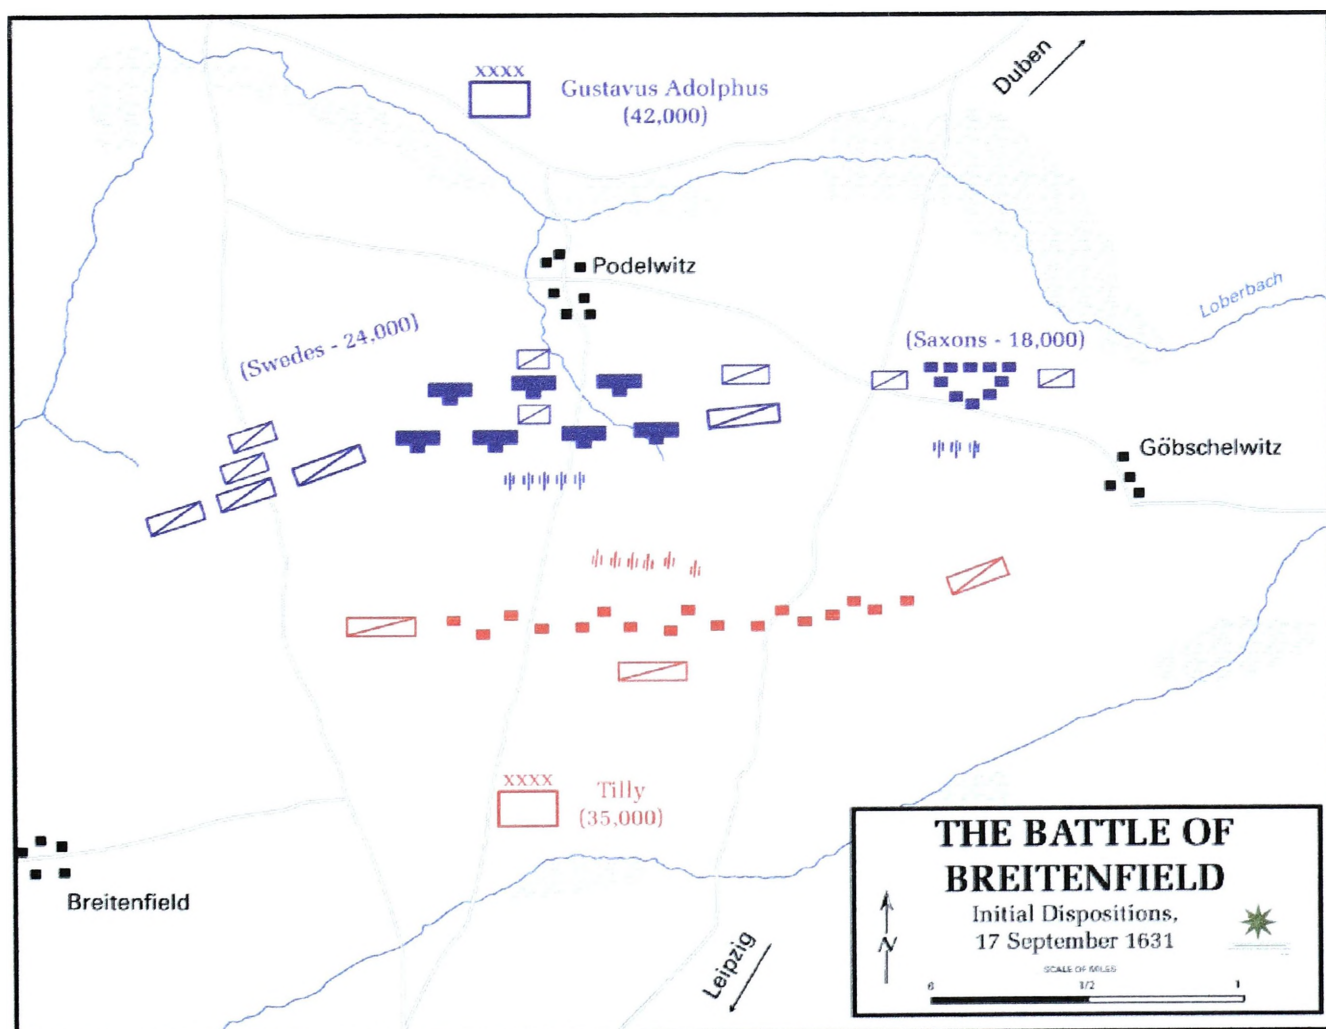 XXXX
Gustavus Adolphus
(42,000)
Duben
Podelwitz
Loberbach
(Swedes - 24,000)
(Saxons - 18,000)
Göbschelwitz
XXXX
Tilly
(35,000)
Breitenfield
Leipzig
THE BATTLE OF
BREITENFIELD
Initial Dispositions,
17 September 1631
N
SCALE OF MILES
0 1/2 1